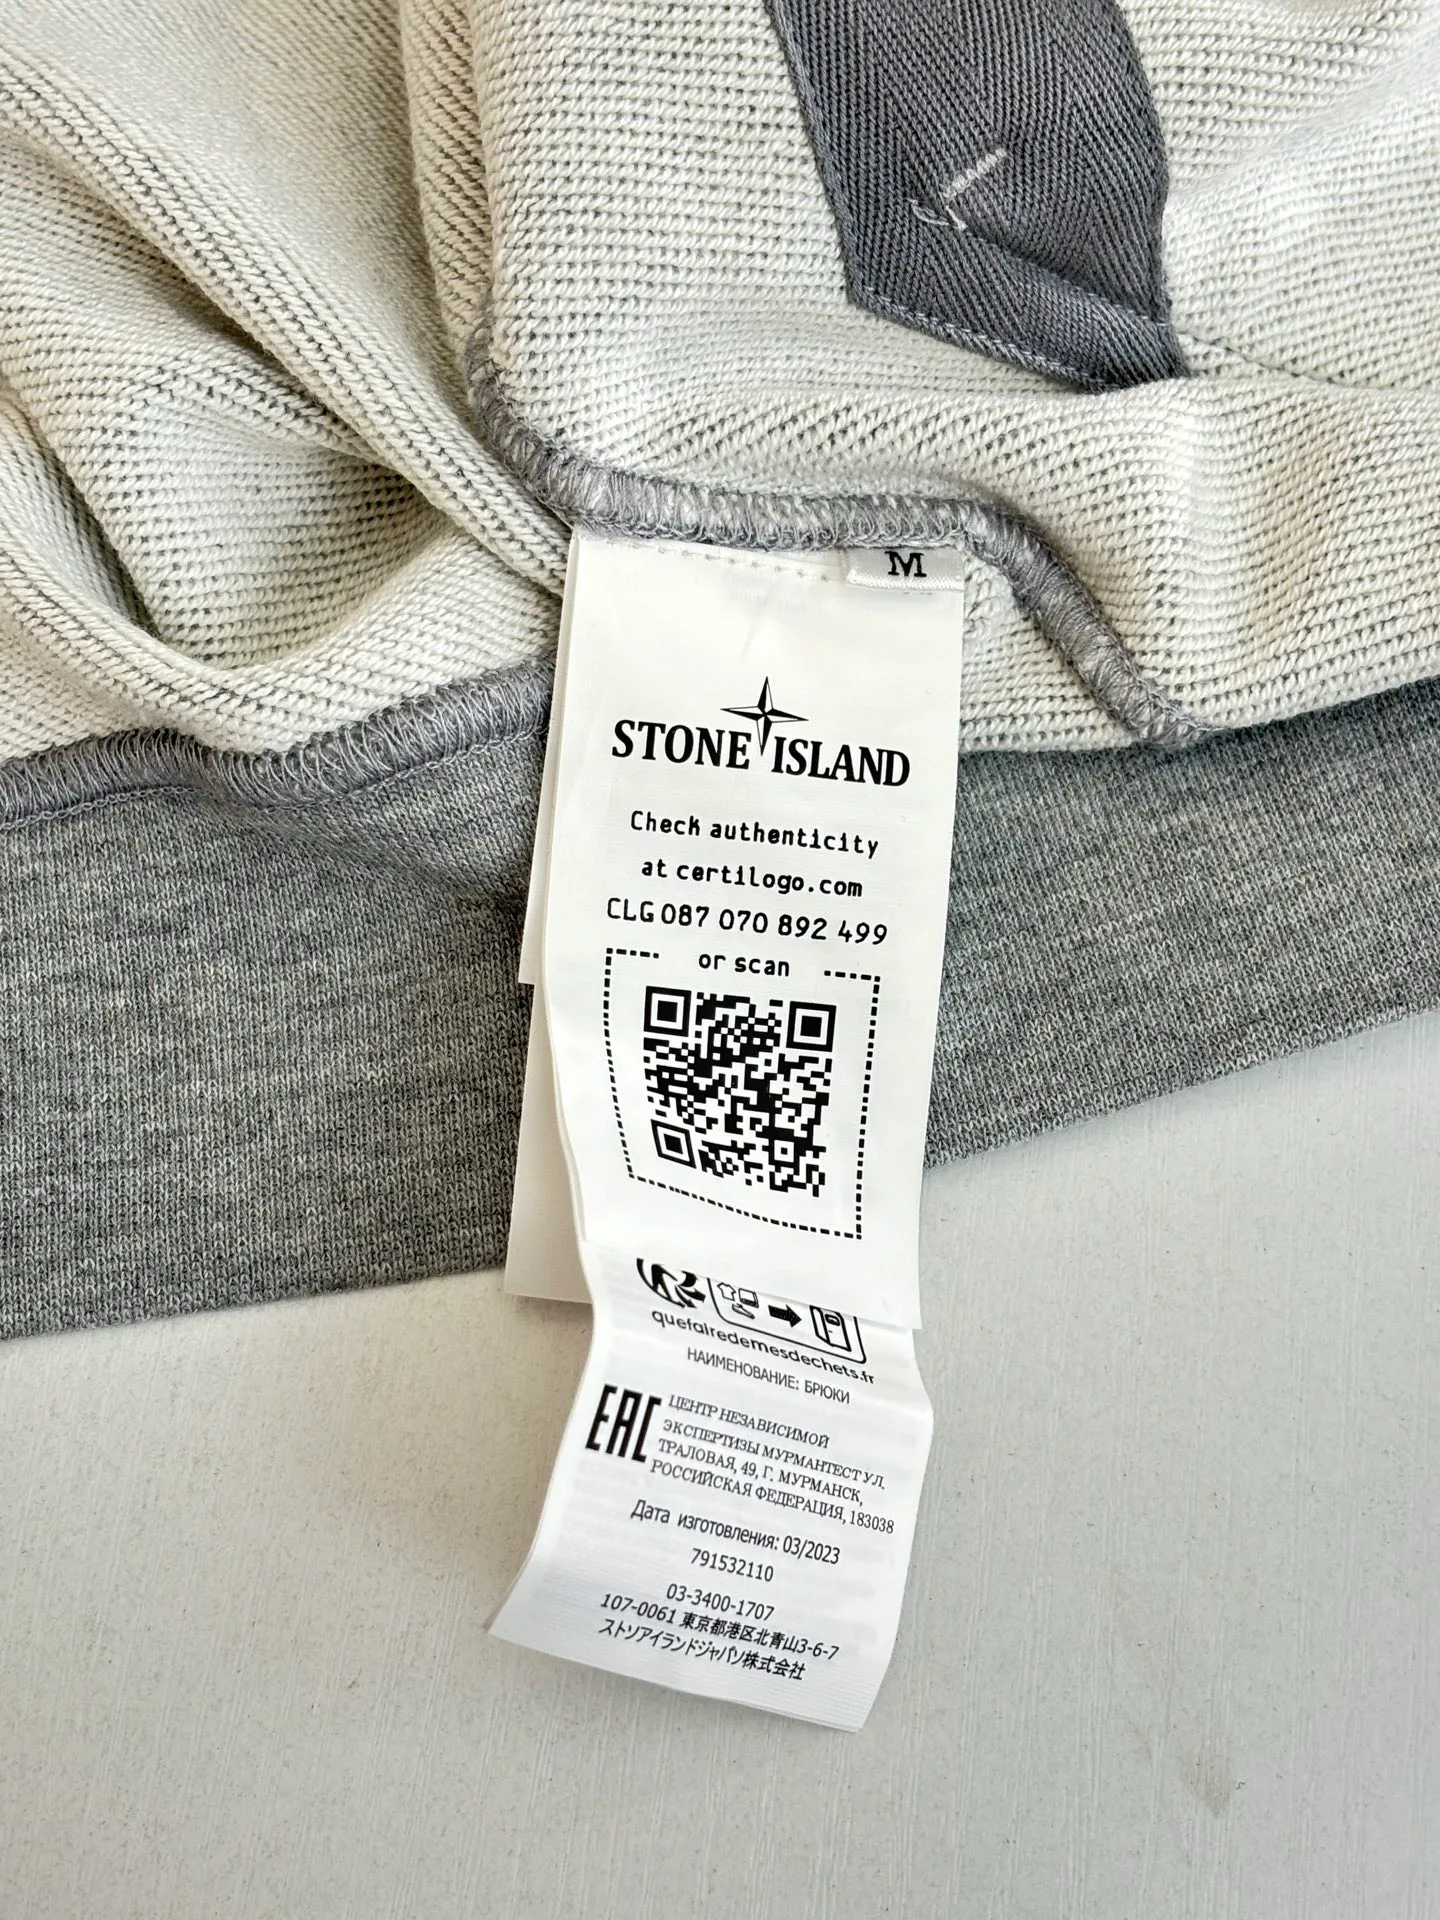 M
STONE ISLAND
Check authenticity
at certilogo.com
CLG 087 070 892 499
or scan
quefairedemesdechets.fr
НАИМЕНОВАНИЕ: БРЮКИ
EAC
ЦЕНТР НЕЗАВИСИМОЙ
ЭКСПЕРТИЗЫ МУРМАНТЕСТ УЛ.
ТРАЛОВАЯ, 49, Г. МУРМАНСК,
РОССИЙСКАЯ ФЕДЕРАЦИЯ, 183038
Дата изготовления: 03/2023
791532110
03-3400-1707
107-0061 東京都港区北青山3-6-7
ストソアイランドジャパソ株式会社